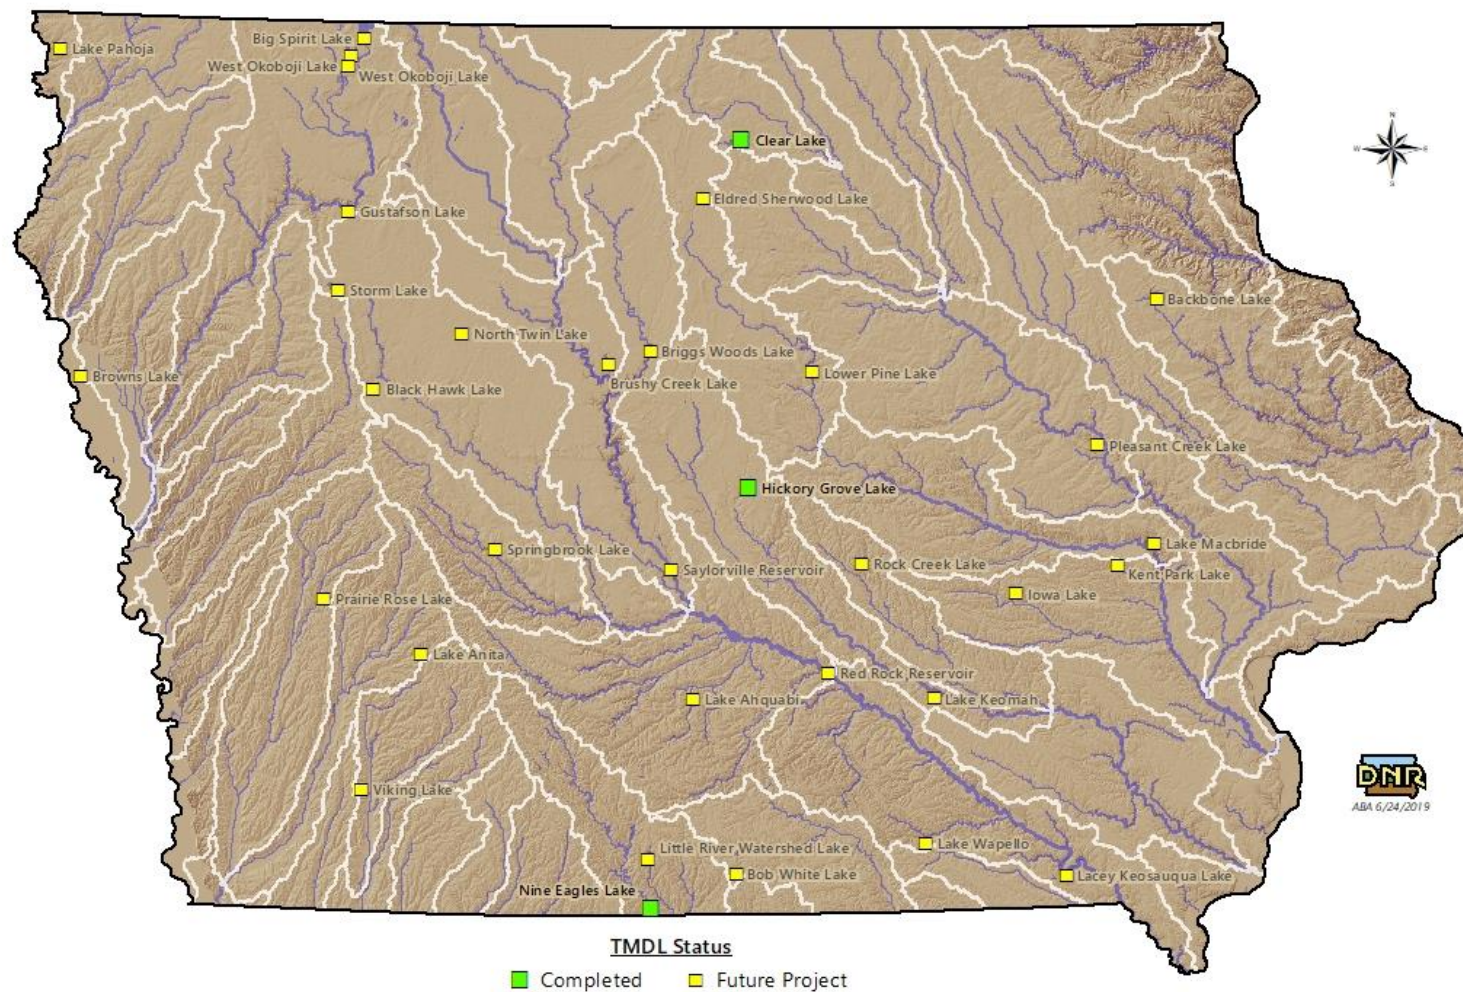 Lake Pahoja
Big Spirit Lake
West Okoboji Lake
West Okoboji Lake
N
W
E
S
Clear Lake
Eldred Sherwood Lake
Gustafson Lake
Storm Lake
Backbone Lake
North Twin Lake
Briggs Woods Lake
Browns Lake
Lower Pine Lake
Brushy Creek Lake
Black Hawk Lake
Pleasant Creek Lake
Hickory Grove Lake
Lake Macbride
Springbrook Lake
Rock Creek Lake
Saylorville Reservoir
Kent Park Lake
Iowa Lake
Prairie Rose Lake
Lake Anita
Red Rock Reservoir
Lake Ahquabi
Lake Keomah
DNR
Viking Lake
ABA 6/24/2019
Lake Wapello
Little River Watershed Lake
Bob White Lake
Lacey Keosauqua Lake
Nine Eagles Lake
TMDL Status
Completed
Future Project